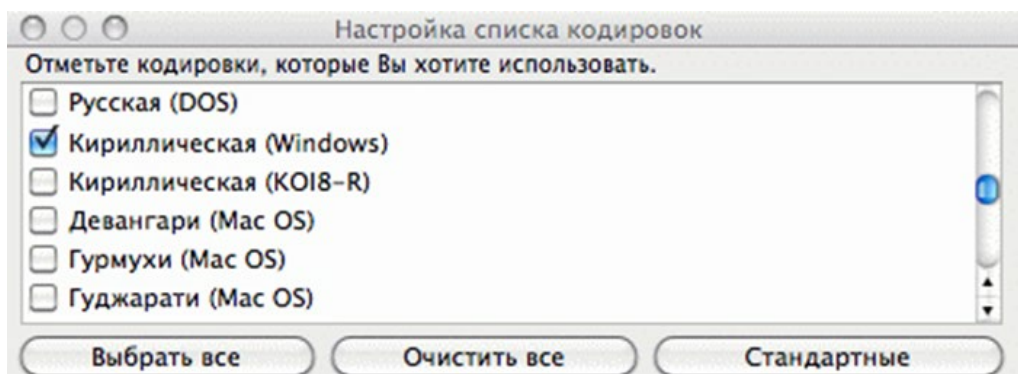 Настройка списка кодировок
Отметьте кодировки, которые Вы хотите использовать.
Русская (DOS)
Кириллическая (Windows)
Кириллическая (KOI8-R)
Девангари (Mac OS)
Гурмухи (Mac OS)
Гуджарати (Mac OS)
Выбрать все Очистить все Стандартные